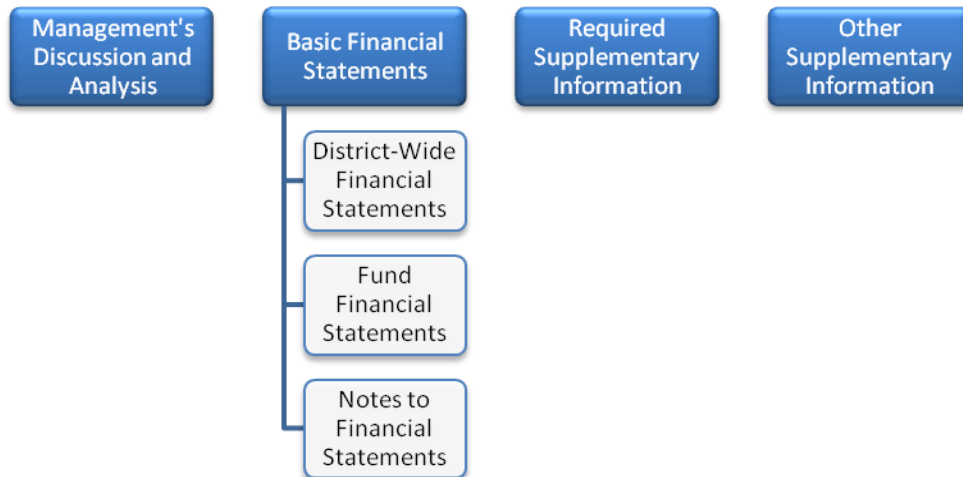 Management's
Discussion and
Analysis
Basic Financial
Statements
Required
Supplementary
Information
Other
Supplementary
Information
District-Wide
Financial
Statements
Fund
Financial
Statements
Notes to
Financial
Statements